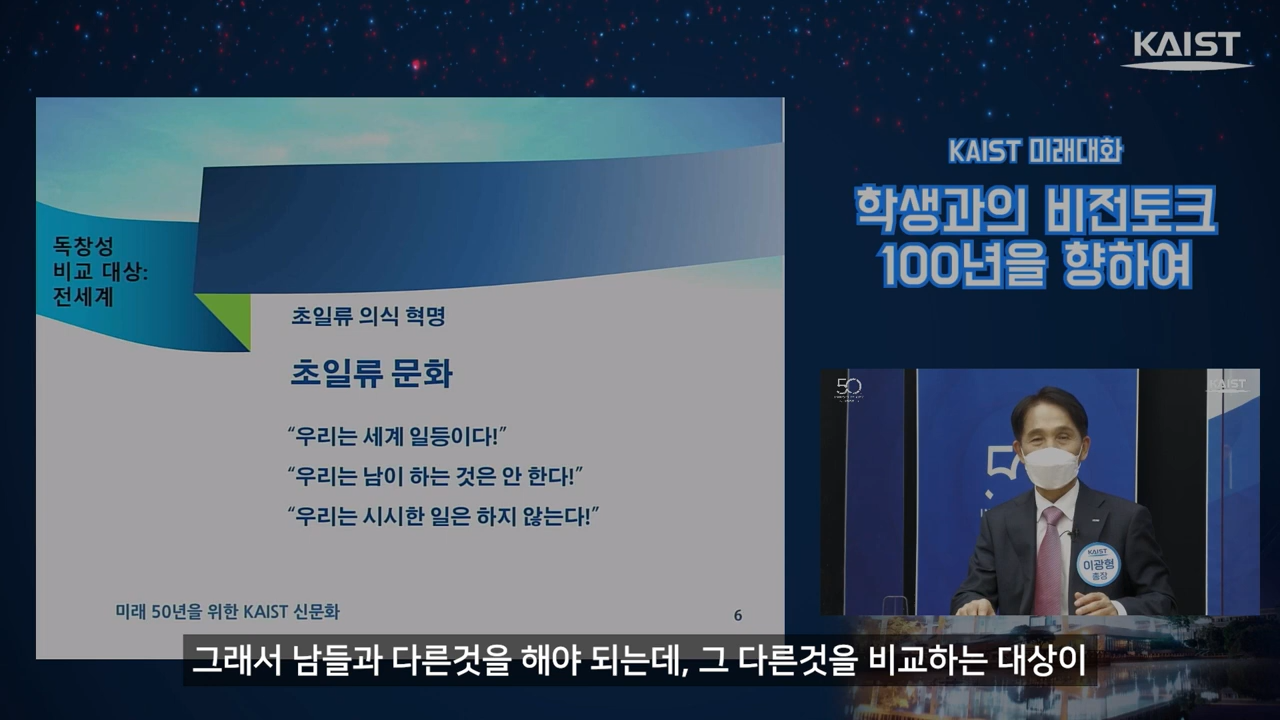 KAIST
KAIST 미래대화
학생과의 비전토크
100년을 향하여
독창성
비교 대상:
전세계
초일류 의식 혁명
초일류 문화
“우리는 세계 일등이다!”
“우리는 남이 하는 것은 안 한다!”
“우리는 시시한 일은 하지 않는다!”
미래 50년을 위한 KAIST 신문화
6
50
KAIST
KAIST
이광형
총장
그래서 남들과 다른것을 해야 되는데, 그 다른것을 비교하는 대상이